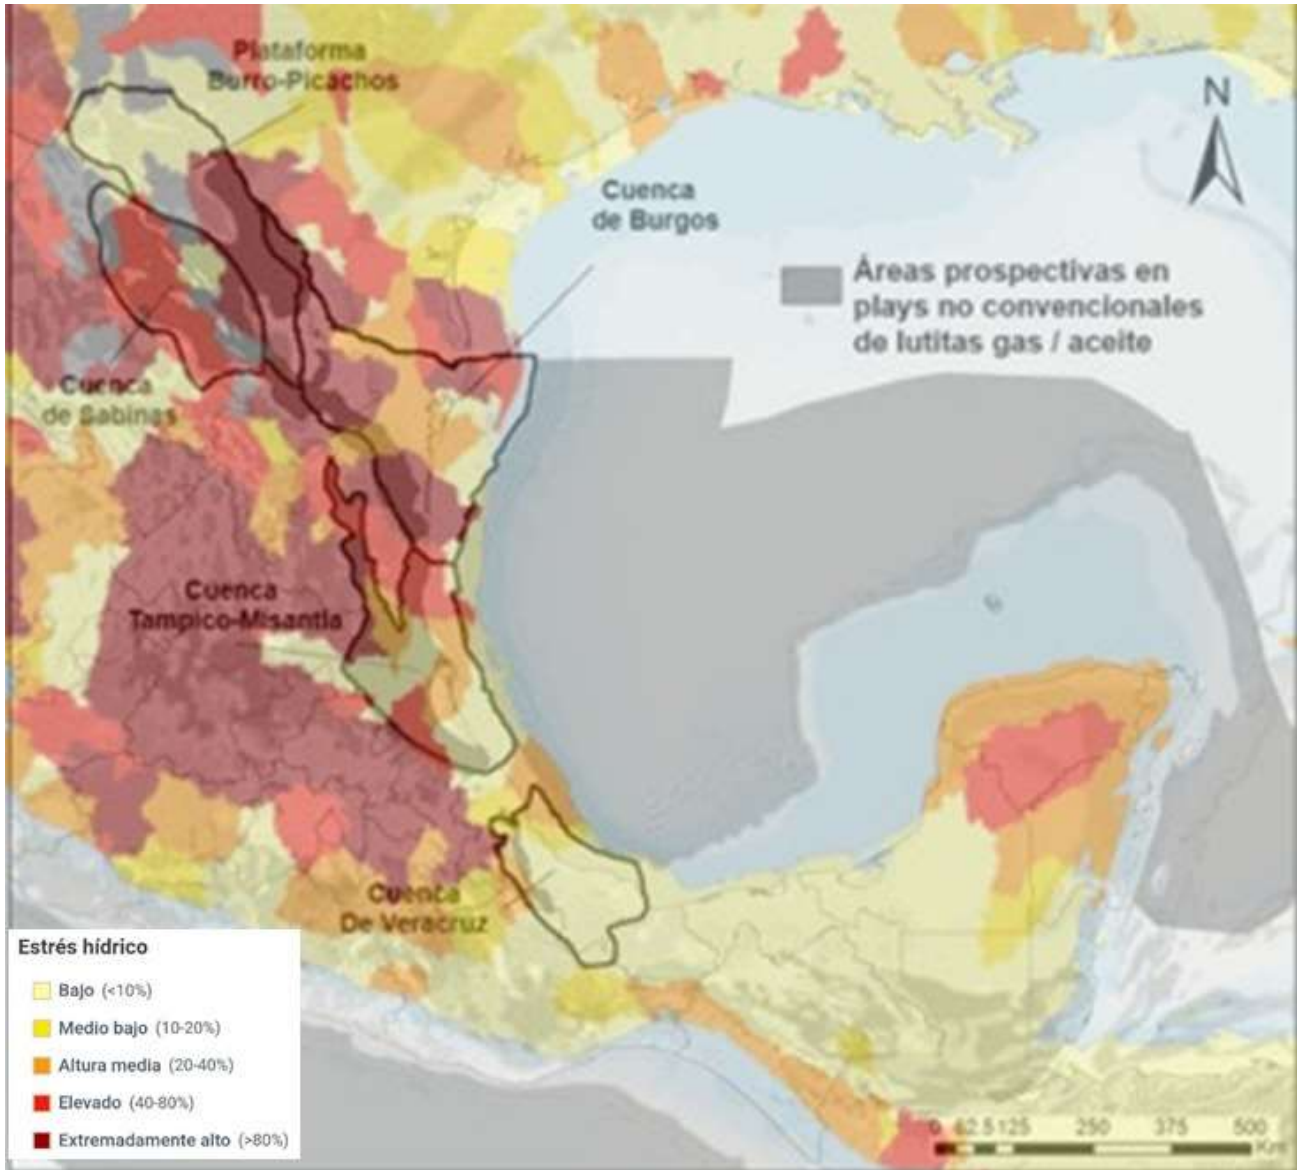 Plataforma
Burro-Picachos
N
Cuenca
de Burgos
Áreas prospectivas en
plays no convencionales
de lutitas gas / aceite
Cuenca
de Sabinas
Cuenca
Tampico-Misantla
Cuenca
De Veracruz
Estrés hídrico
Bajo (<10%)
Medio bajo (10-20%)
Altura media (20-40%)
Elevado (40-80%)
Extremadamente alto (>80%)
0 62.5 125 250 375 500
Km